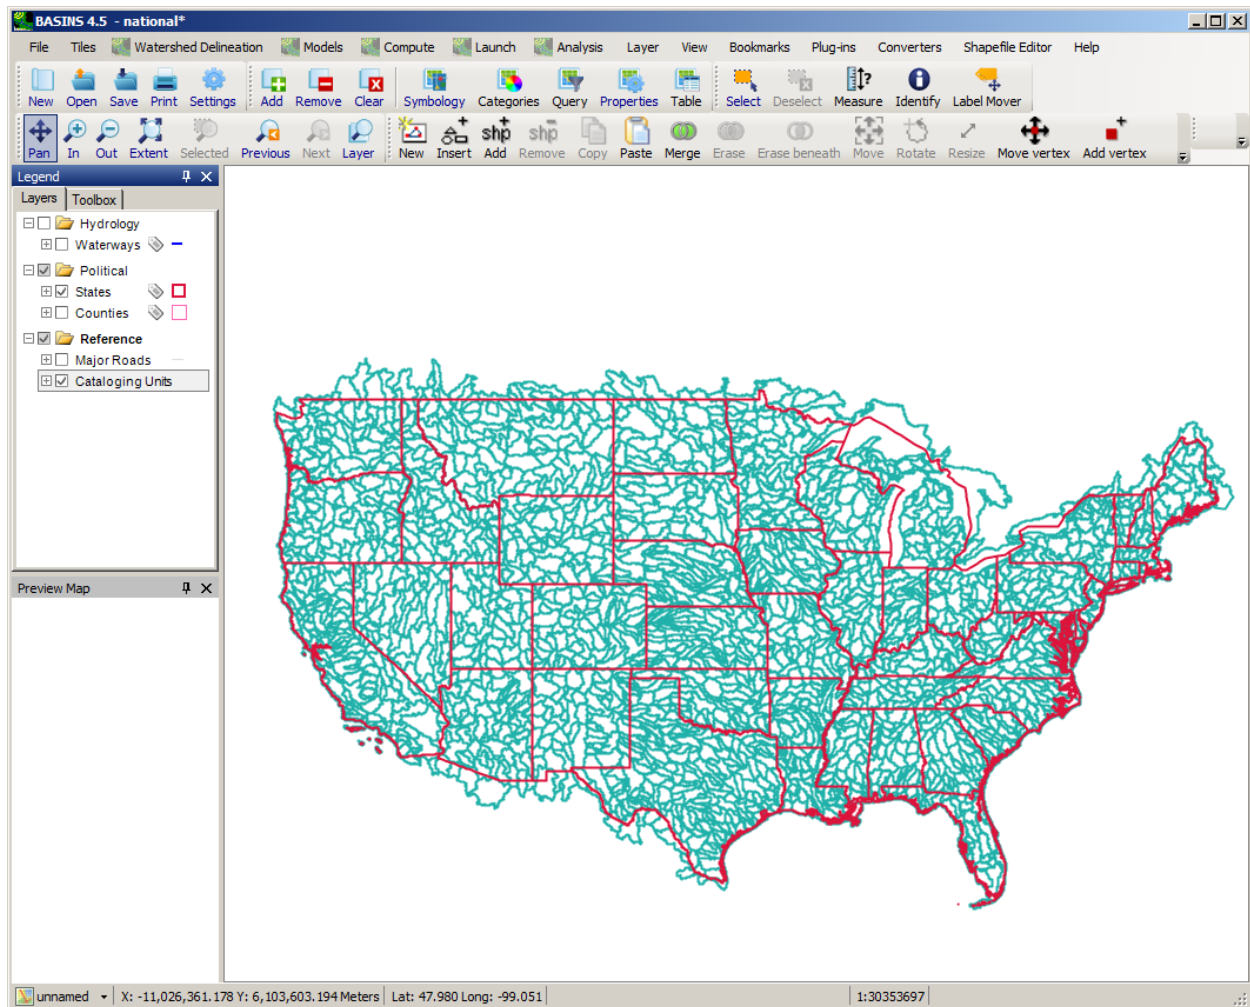 BASINS 4.5 - national*
File Tiles Watershed Delineation Models Compute Launch Analysis Layer View Bookmarks Plug-ins Converters Shapefile Editor Help
New Open Save Print Settings Add Remove Clear Symbology Categories Query Properties Table Select Deselect Measure Identify Label Mover
shp shp
Pan In Out Extent Selected Previous Next Layer New Insert Add Remove Copy Paste Merge Erase Erase beneath Move Rotate Resize Move vertex Add vertex
Legend
Layers Toolbox
Hydrology
Waterways
Political
States
Counties
Reference
Major Roads
Cataloging Units
Preview Map
unnamed X: -11,026,361.178 Y: 6,103,603.194 Meters Lat: 47.980 Long: -99.051 1:30353697